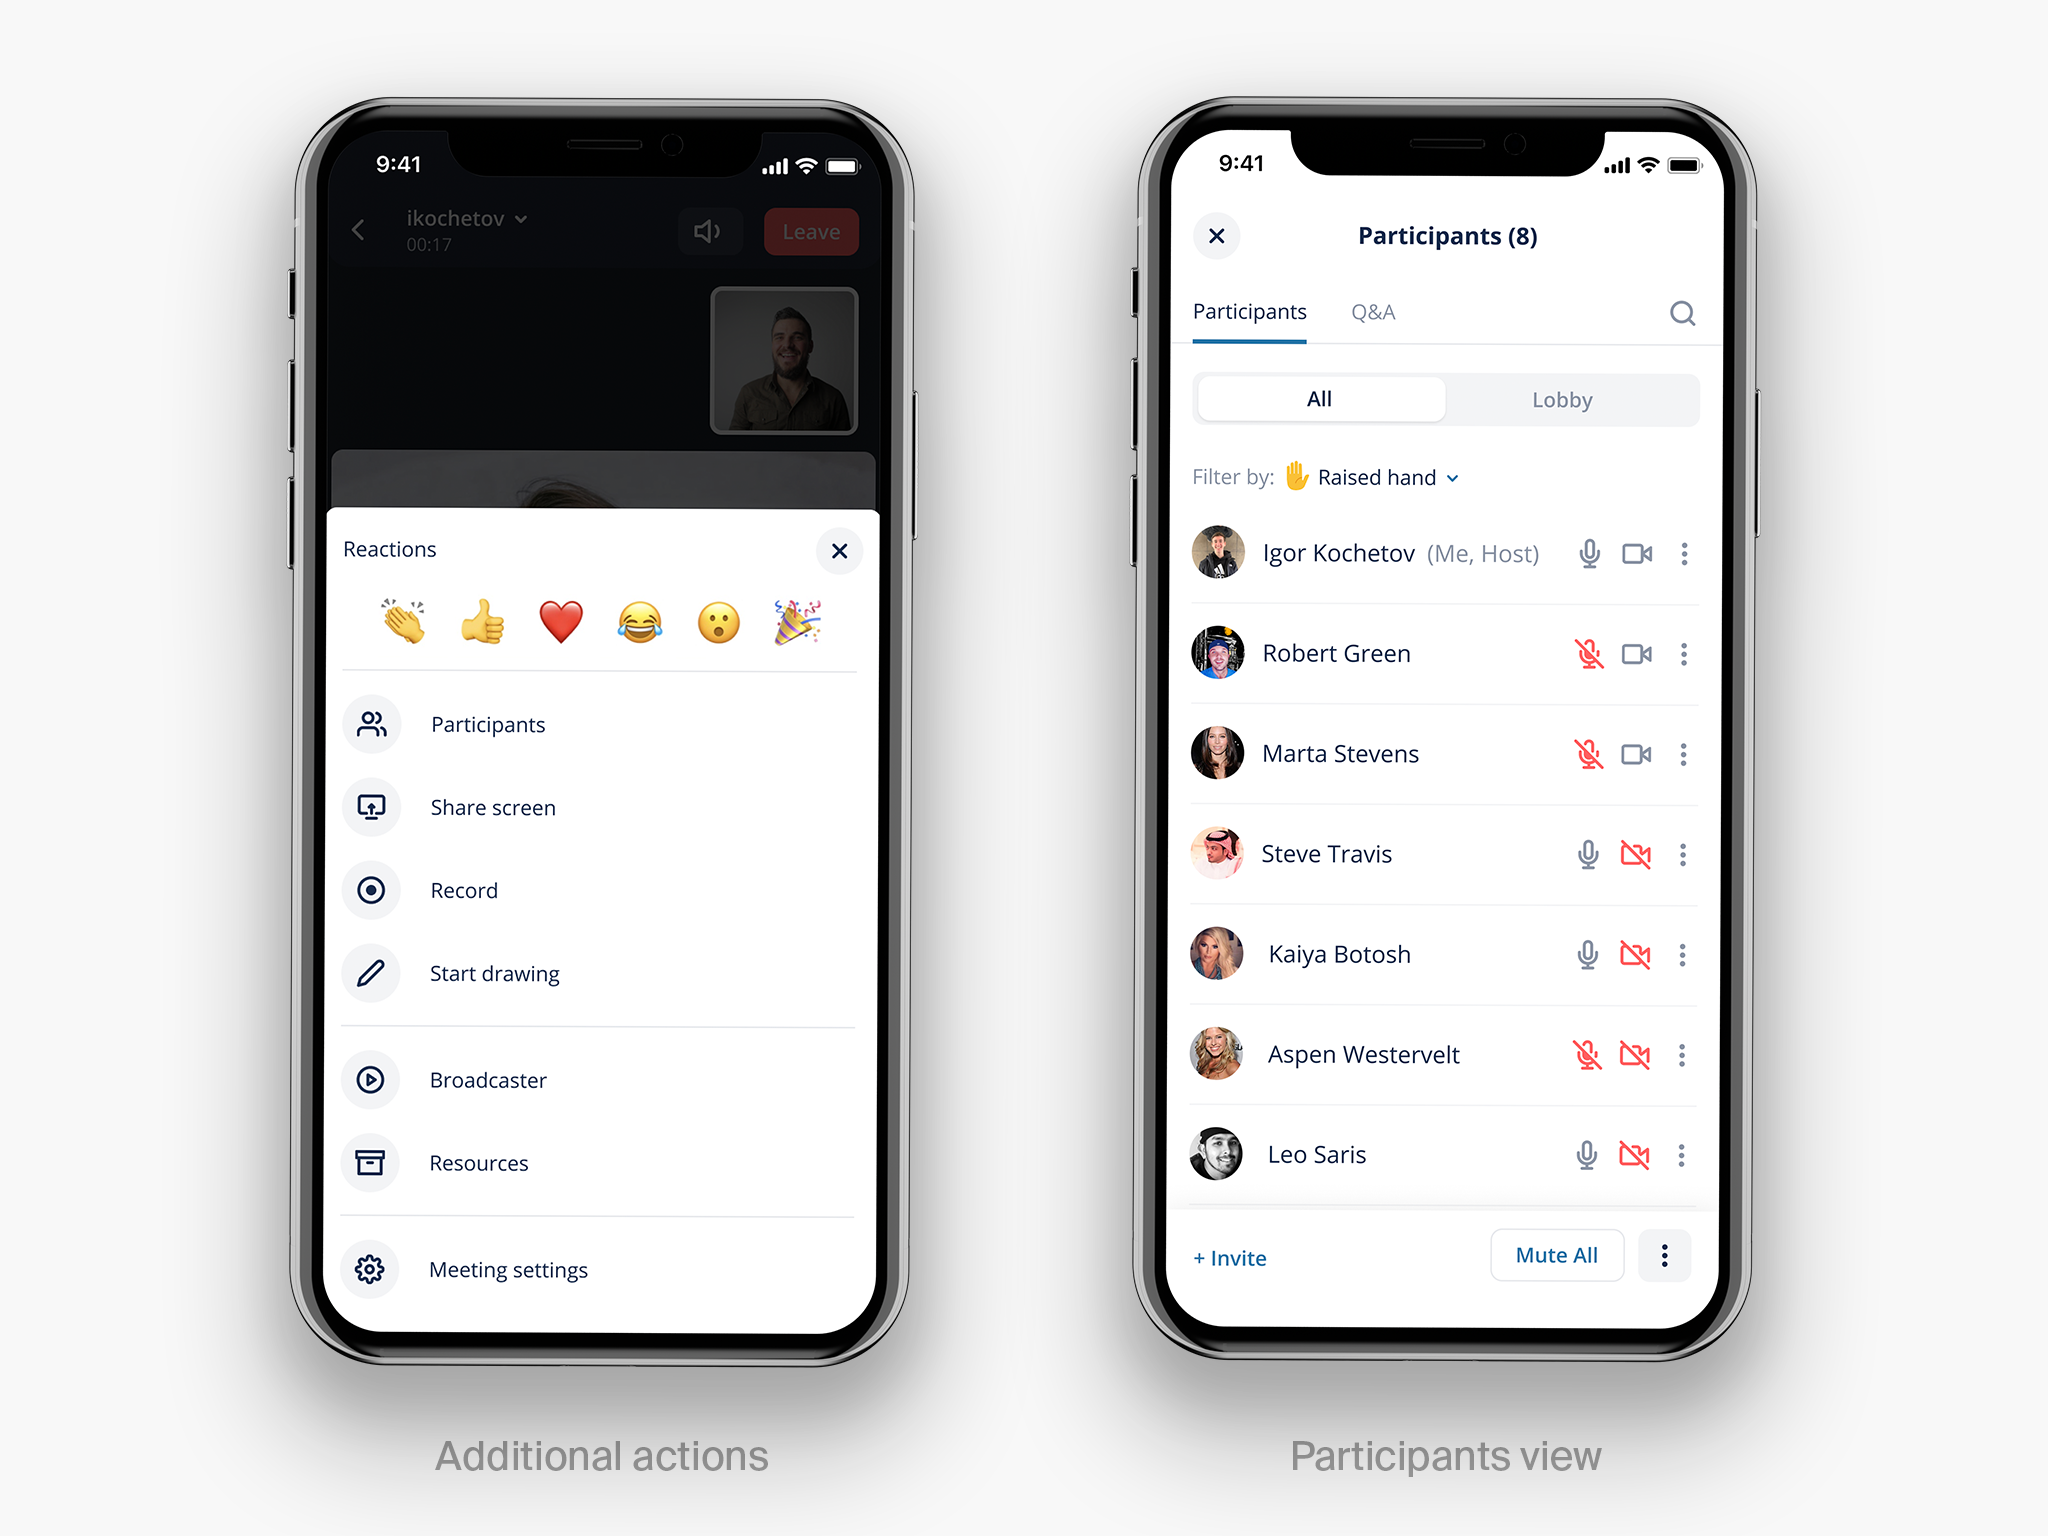 9:41
ikochetov
00:17
Leave
Reactions
Participants
Share screen
Record
Start drawing
Broadcaster
Resources
Meeting settings
Additional actions
9:41
Participants (8)
Participants Q&A
All Lobby
Filter by: Raised hand
Igor Kochetov (Me, Host)
Robert Green
Marta Stevens
Steve Travis
Kaiya Botosh
Aspen Westervelt
Leo Saris
+ Invite Mute All
Participants view